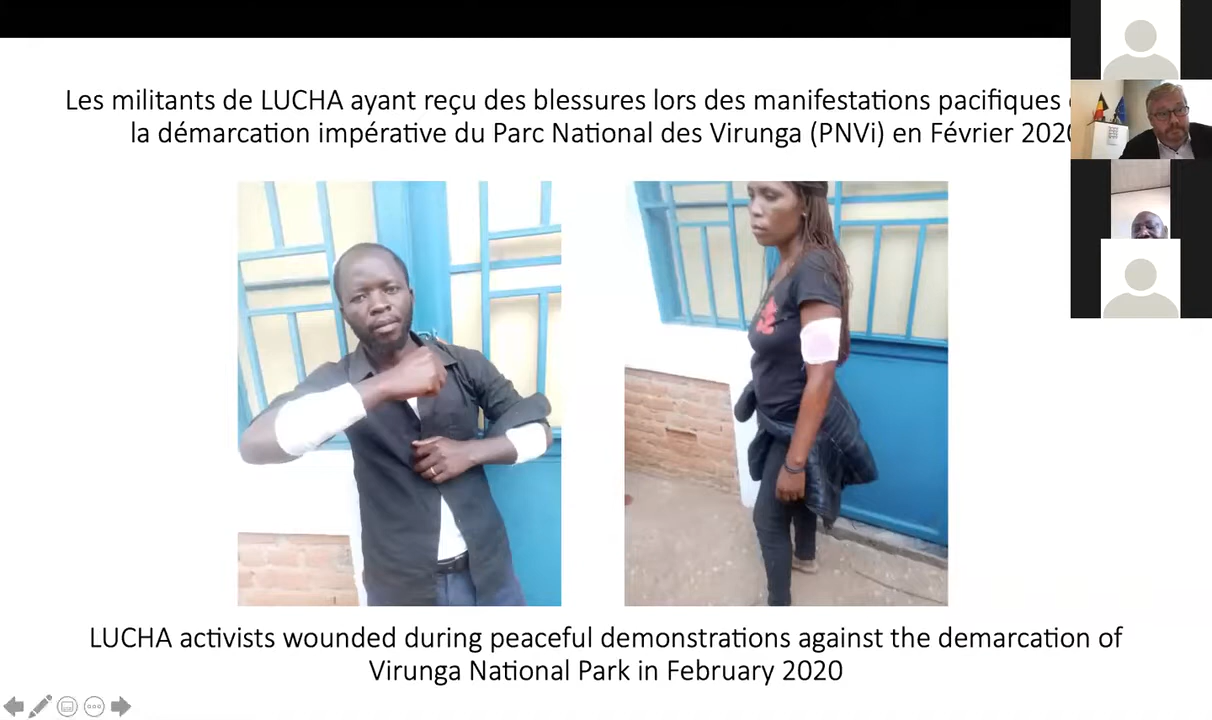 Les militants de LUCHA ayant reçu des blessures lors des manifestations pacifiques
la démarcation impérative du Parc National des Virunga (PNVi) en Février 2020
LUCHA activists wounded during peaceful demonstrations against the demarcation of
Virunga National Park in February 2020